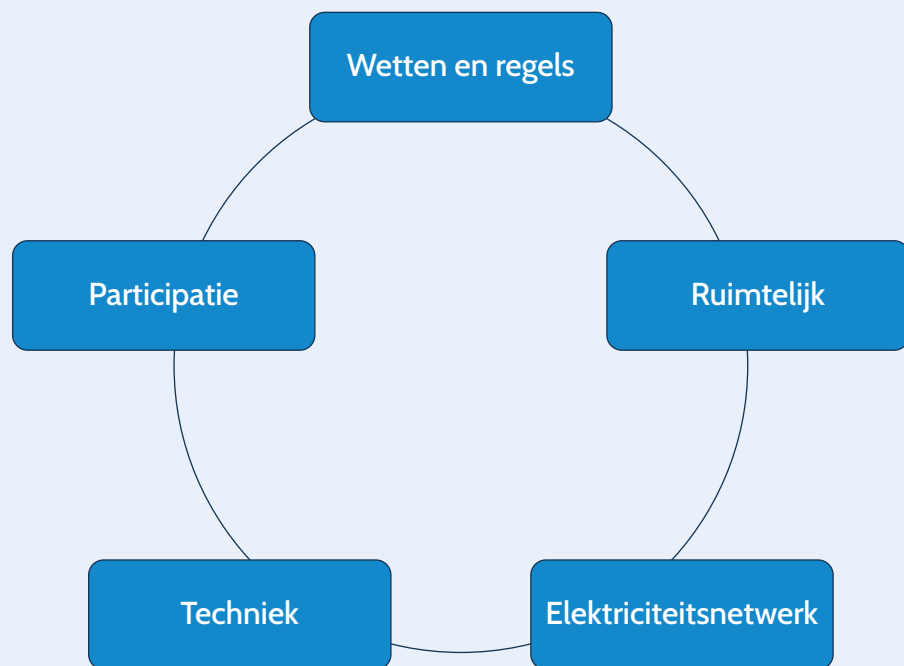 Wetten en regels
Participatie
Ruimtelijk
Techniek
Elektriciteitsnetwerk